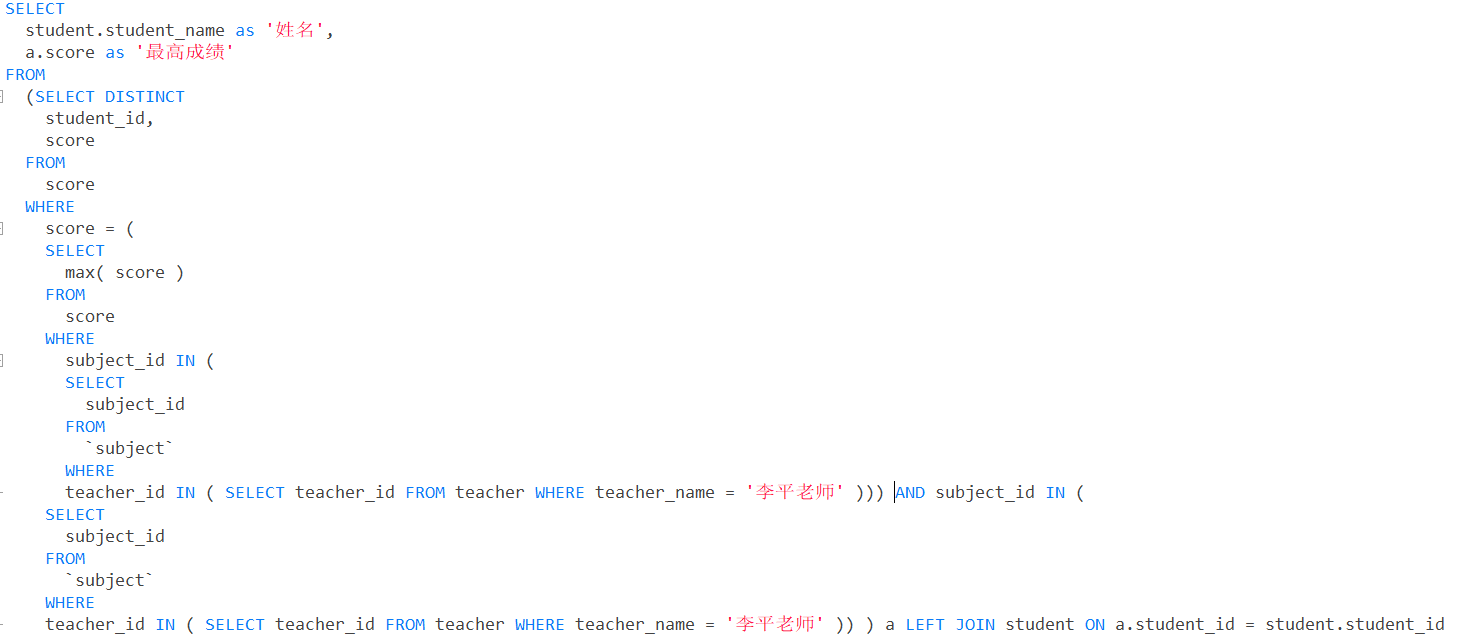 SELECT
student.student_name as '姓名',
a.score as '最高成绩'
FROM
(SELECT DISTINCT
student_id,
score
FROM
score
WHERE
score = (
SELECT
max( score )
FROM
score
WHERE
subject_id IN (
SELECT
subject_id
FROM
`subject`
WHERE
teacher_id IN ( SELECT teacher_id FROM teacher WHERE teacher_name = '李平老师' ))) AND subject_id IN (
SELECT
subject_id
FROM
`subject`
WHERE
teacher_id IN ( SELECT teacher_id FROM teacher WHERE teacher_name = '李平老师' )) ) a LEFT JOIN student ON a.student_id = student.student_id